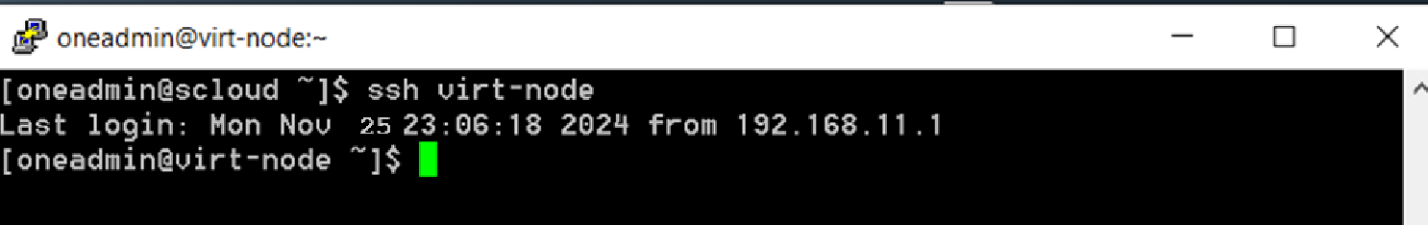 oneadmin@virt-node:~
[oneadmin@scloud ~]$ ssh virt-node
Last login: Mon Nov 25 23:06:18 2024 from 192.168.11.1
[oneadmin@virt-node ~]$